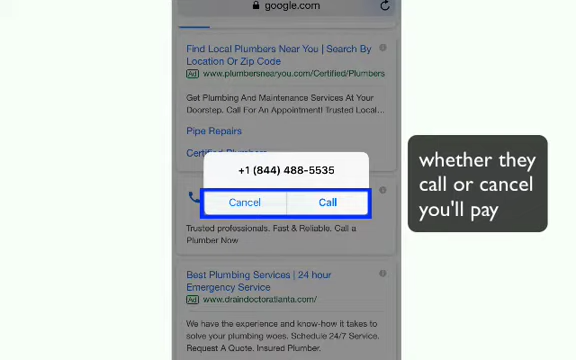 google.com
Find Local Plumbers Near You | Search By
Location Or Zip Code
Ad www.plumbersnearyou.com/Certified/Plumbers
Get Plumbing And Maintenance Services At Your
Doorstep. Call For An Appointment! Trusted Local...
Pipe Repairs
Certified Plumbers
+1 (844) 488-5535
Cancel Call
whether they
call or cancel
you'll pay
Trusted professionals. Fast & Reliable. Call a
Plumber Now
Best Plumbing Services | 24 hour
Emergency Service
Ad www.draindoctoratlanta.com/
We have the experience and know-how it takes to
solve your plumbing woes. Schedule 24/7 Service.
Request A Quote. Insured Plumber.